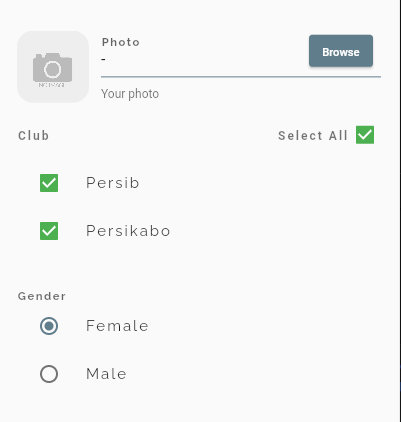 Photo
-
Browse
Your photo
Club
Select All
Persib
Persikabo
Gender
Female
Male